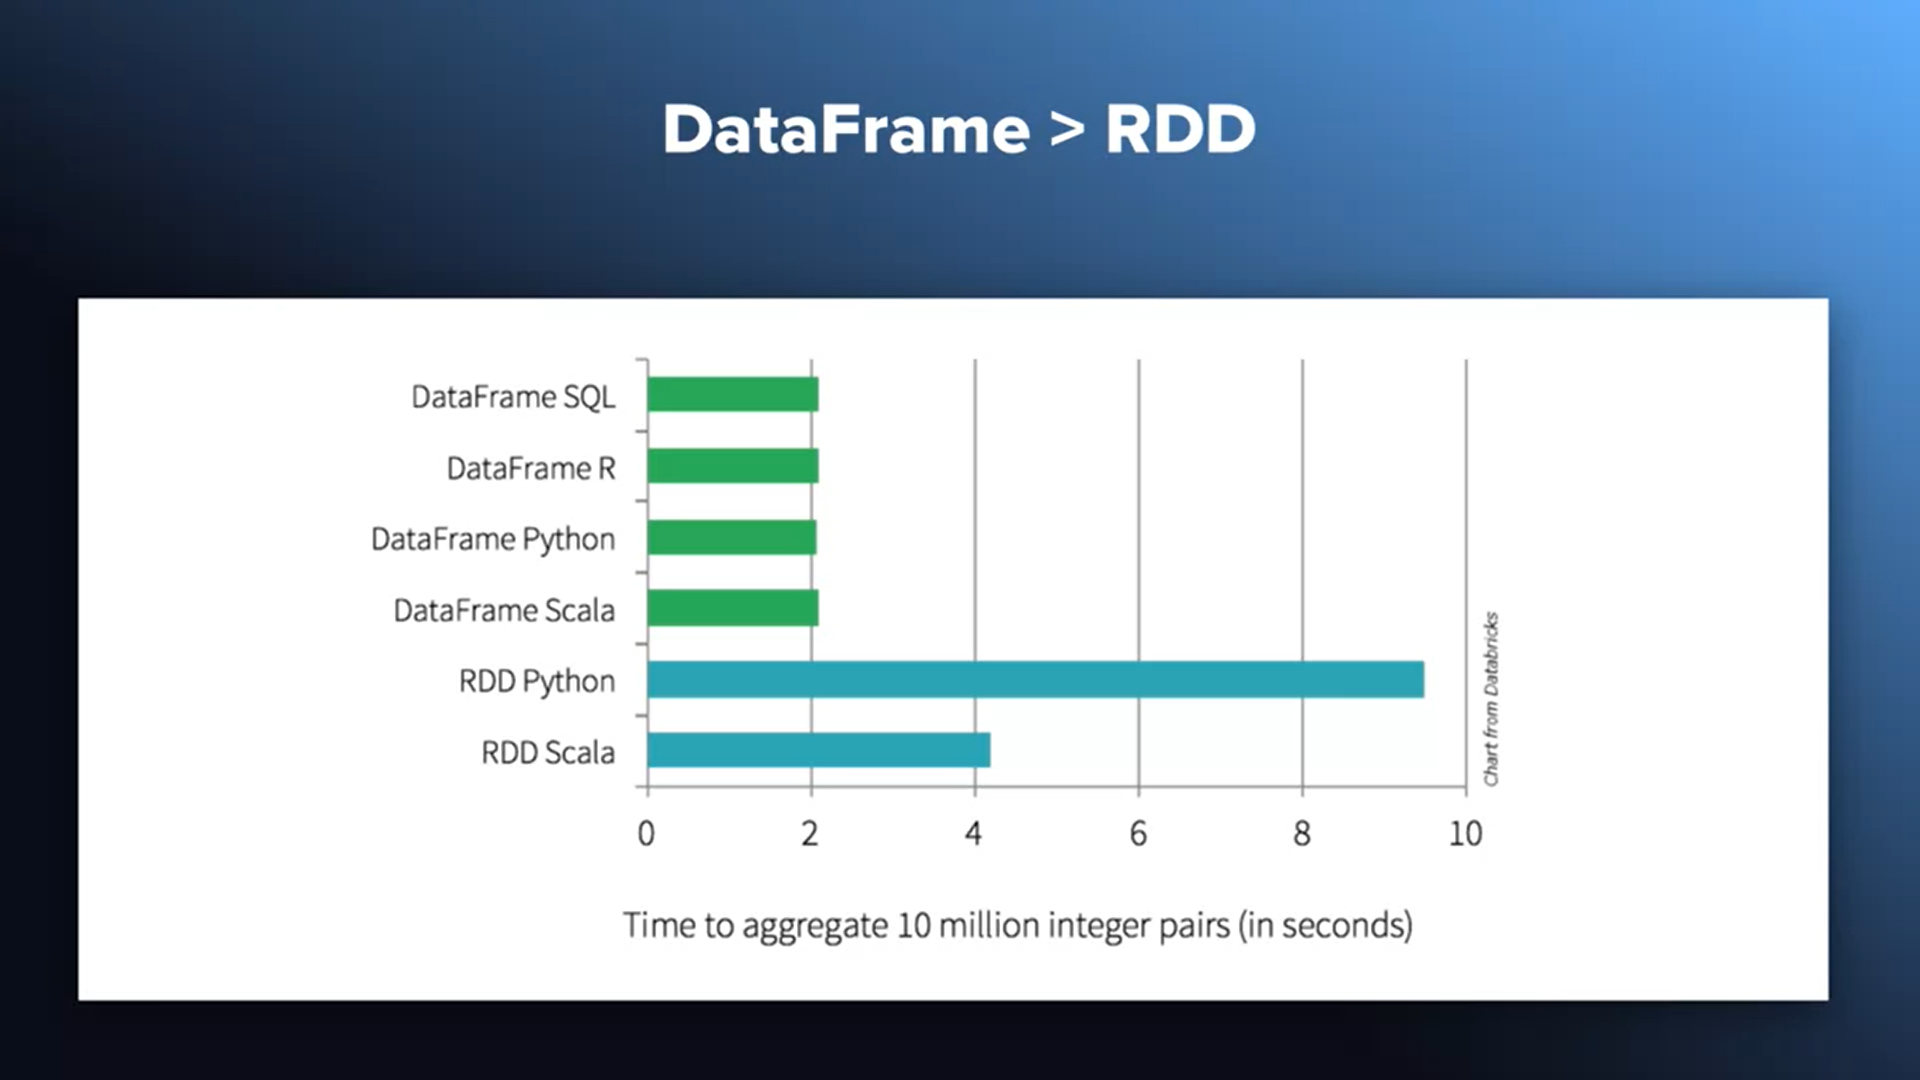 DataFrame > RDD
DataFrame SQL
DataFrame R
DataFrame Python
DataFrame Scala
RDD Python
RDD Scala
0 2 4 6 8 10
Time to aggregate 10 million integer pairs (in seconds)
Chart from Databricks